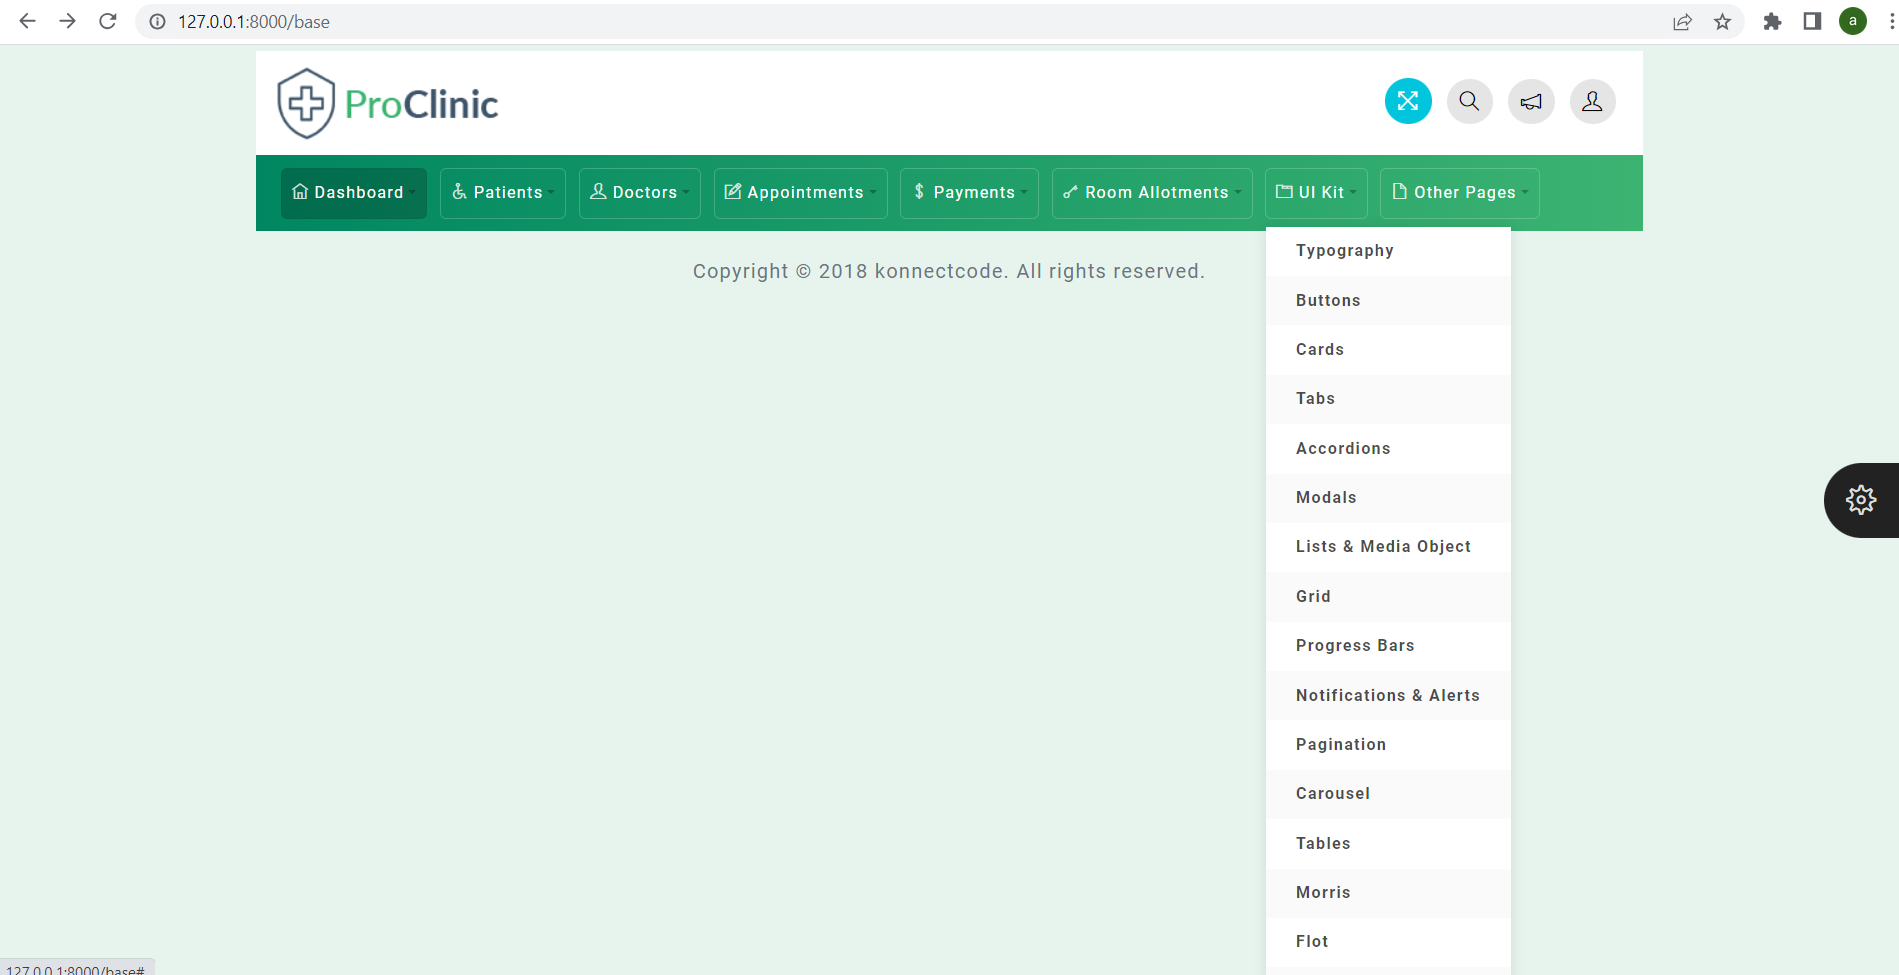 127.0.0.1:8000/base
a
ProClinic
Dashboard
Patients
Doctors
Appointments
Payments
Room Allotments
UI Kit
Other Pages
Typography
Copyright © 2018 konnectcode. All rights reserved.
Buttons
Cards
Tabs
Accordions
Modals
Lists & Media Object
Grid
Progress Bars
Notifications & Alerts
Pagination
Carousel
Tables
Morris
Flot
127.0.0.1:8000/base#